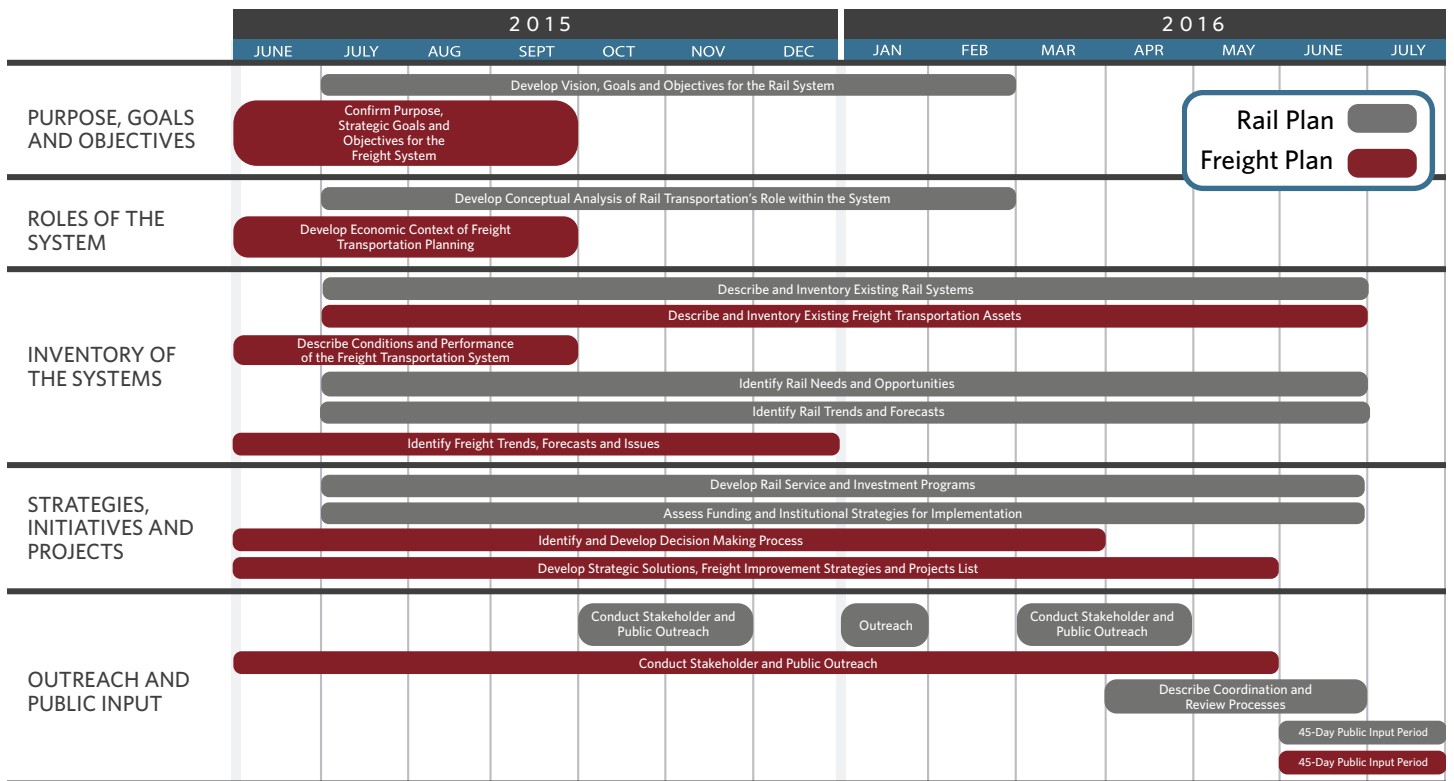 2015
2016
JUNE JULY AUG SEPT OCT NOV DEC JAN FEB MAR APR MAY JUNE JULY
PURPOSE, GOALS
AND OBJECTIVES
Develop Vision, Goals and Objectives for the Rail System
Confirm Purpose,
Strategic Goals and
Objectives for the
Freight System
Rail Plan
Freight Plan
ROLES OF THE
SYSTEM
Develop Conceptual Analysis of Rail Transportation's Role within the System
Develop Economic Context of Freight
Transportation Planning
INVENTORY OF
THE SYSTEMS
Describe and Inventory Existing Rail Systems
Describe and Inventory Existing Freight Transportation Assets
Describe Conditions and Performance
of the Freight Transportation System
Identify Rail Needs and Opportunities
Identify Rail Trends and Forecasts
Identify Freight Trends, Forecasts and Issues
STRATEGIES,
INITIATIVES AND
PROJECTS
Develop Rail Service and Investment Programs
Assess Funding and Institutional Strategies for Implementation
Identify and Develop Decision Making Process
Develop Strategic Solutions, Freight Improvement Strategies and Projects List
OUTREACH AND
PUBLIC INPUT
Conduct Stakeholder and
Public Outreach
Outreach
Conduct Stakeholder and
Public Outreach
Conduct Stakeholder and Public Outreach
Describe Coordination and
Review Processes
45-Day Public Input Period
45-Day Public Input Period